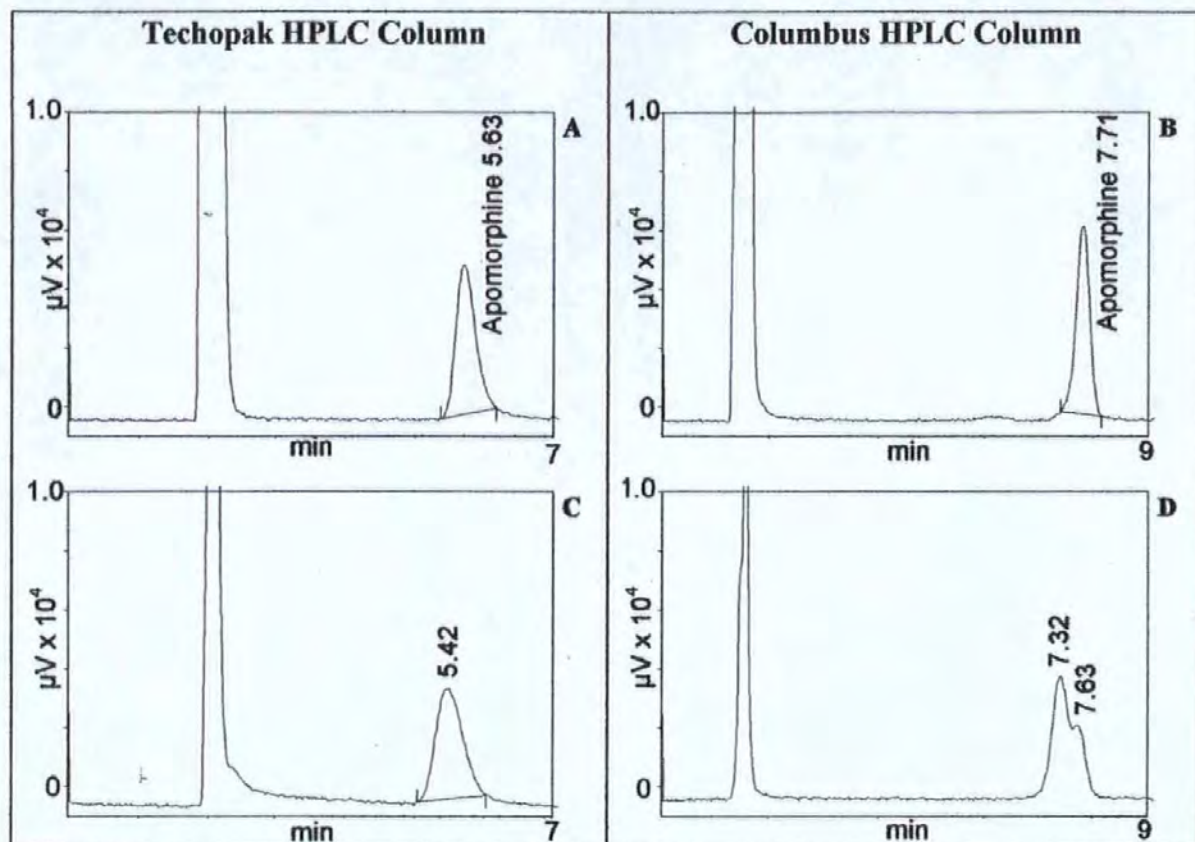 Techopak HPLC Column
Columbus HPLC Column
1.0
A
µV x 10⁴
Apomorphine 5.63
0
min
7
1.0
B
µV x 10⁴
Apomorphine 7.71
0
min
9
1.0
C
µV x 10⁴
5.42
0
min
7
1.0
D
µV x 10⁴
7.32
7.63
0
min
9